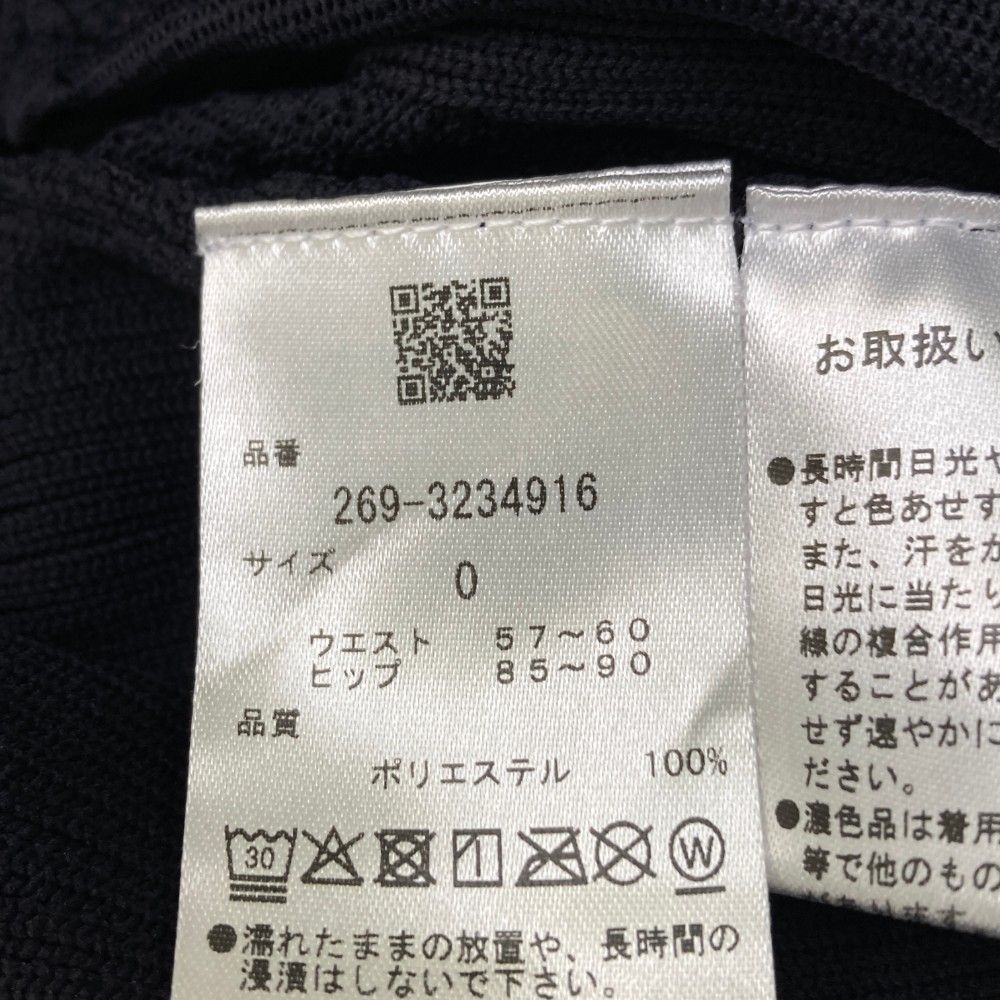 品番
269-3234916
サイズ
0
ウエスト 57~60
ヒップ 85~90
品質
ポリエステル 100%
30
W
●濡れたままの放置や、長時間の
浸漬はしないで下さい。
お取扱い
●長時間日光や
すと色あせす
また、汗をか
日光に当たり
線の複合作用
することがあ
せず速やかに
ださい。
●濃色品は着用
等で他のもの